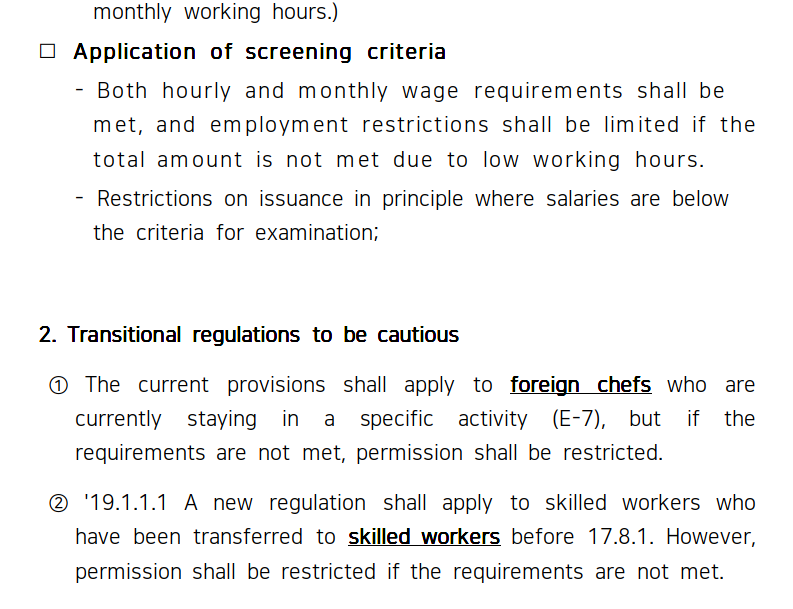 monthly working hours.)
□ Application of screening criteria
- Both hourly and monthly wage requirements shall be
met, and employment restrictions shall be limited if the
total amount is not met due to low working hours.
- Restrictions on issuance in principle where salaries are below
the criteria for examination;
2. Transitional regulations to be cautious
① The current provisions shall apply to foreign chefs who are
currently staying in a specific activity (E-7), but if the
requirements are not met, permission shall be restricted.
② '19.1.1.1 A new regulation shall apply to skilled workers who
have been transferred to skilled workers before 17.8.1. However,
permission shall be restricted if the requirements are not met.